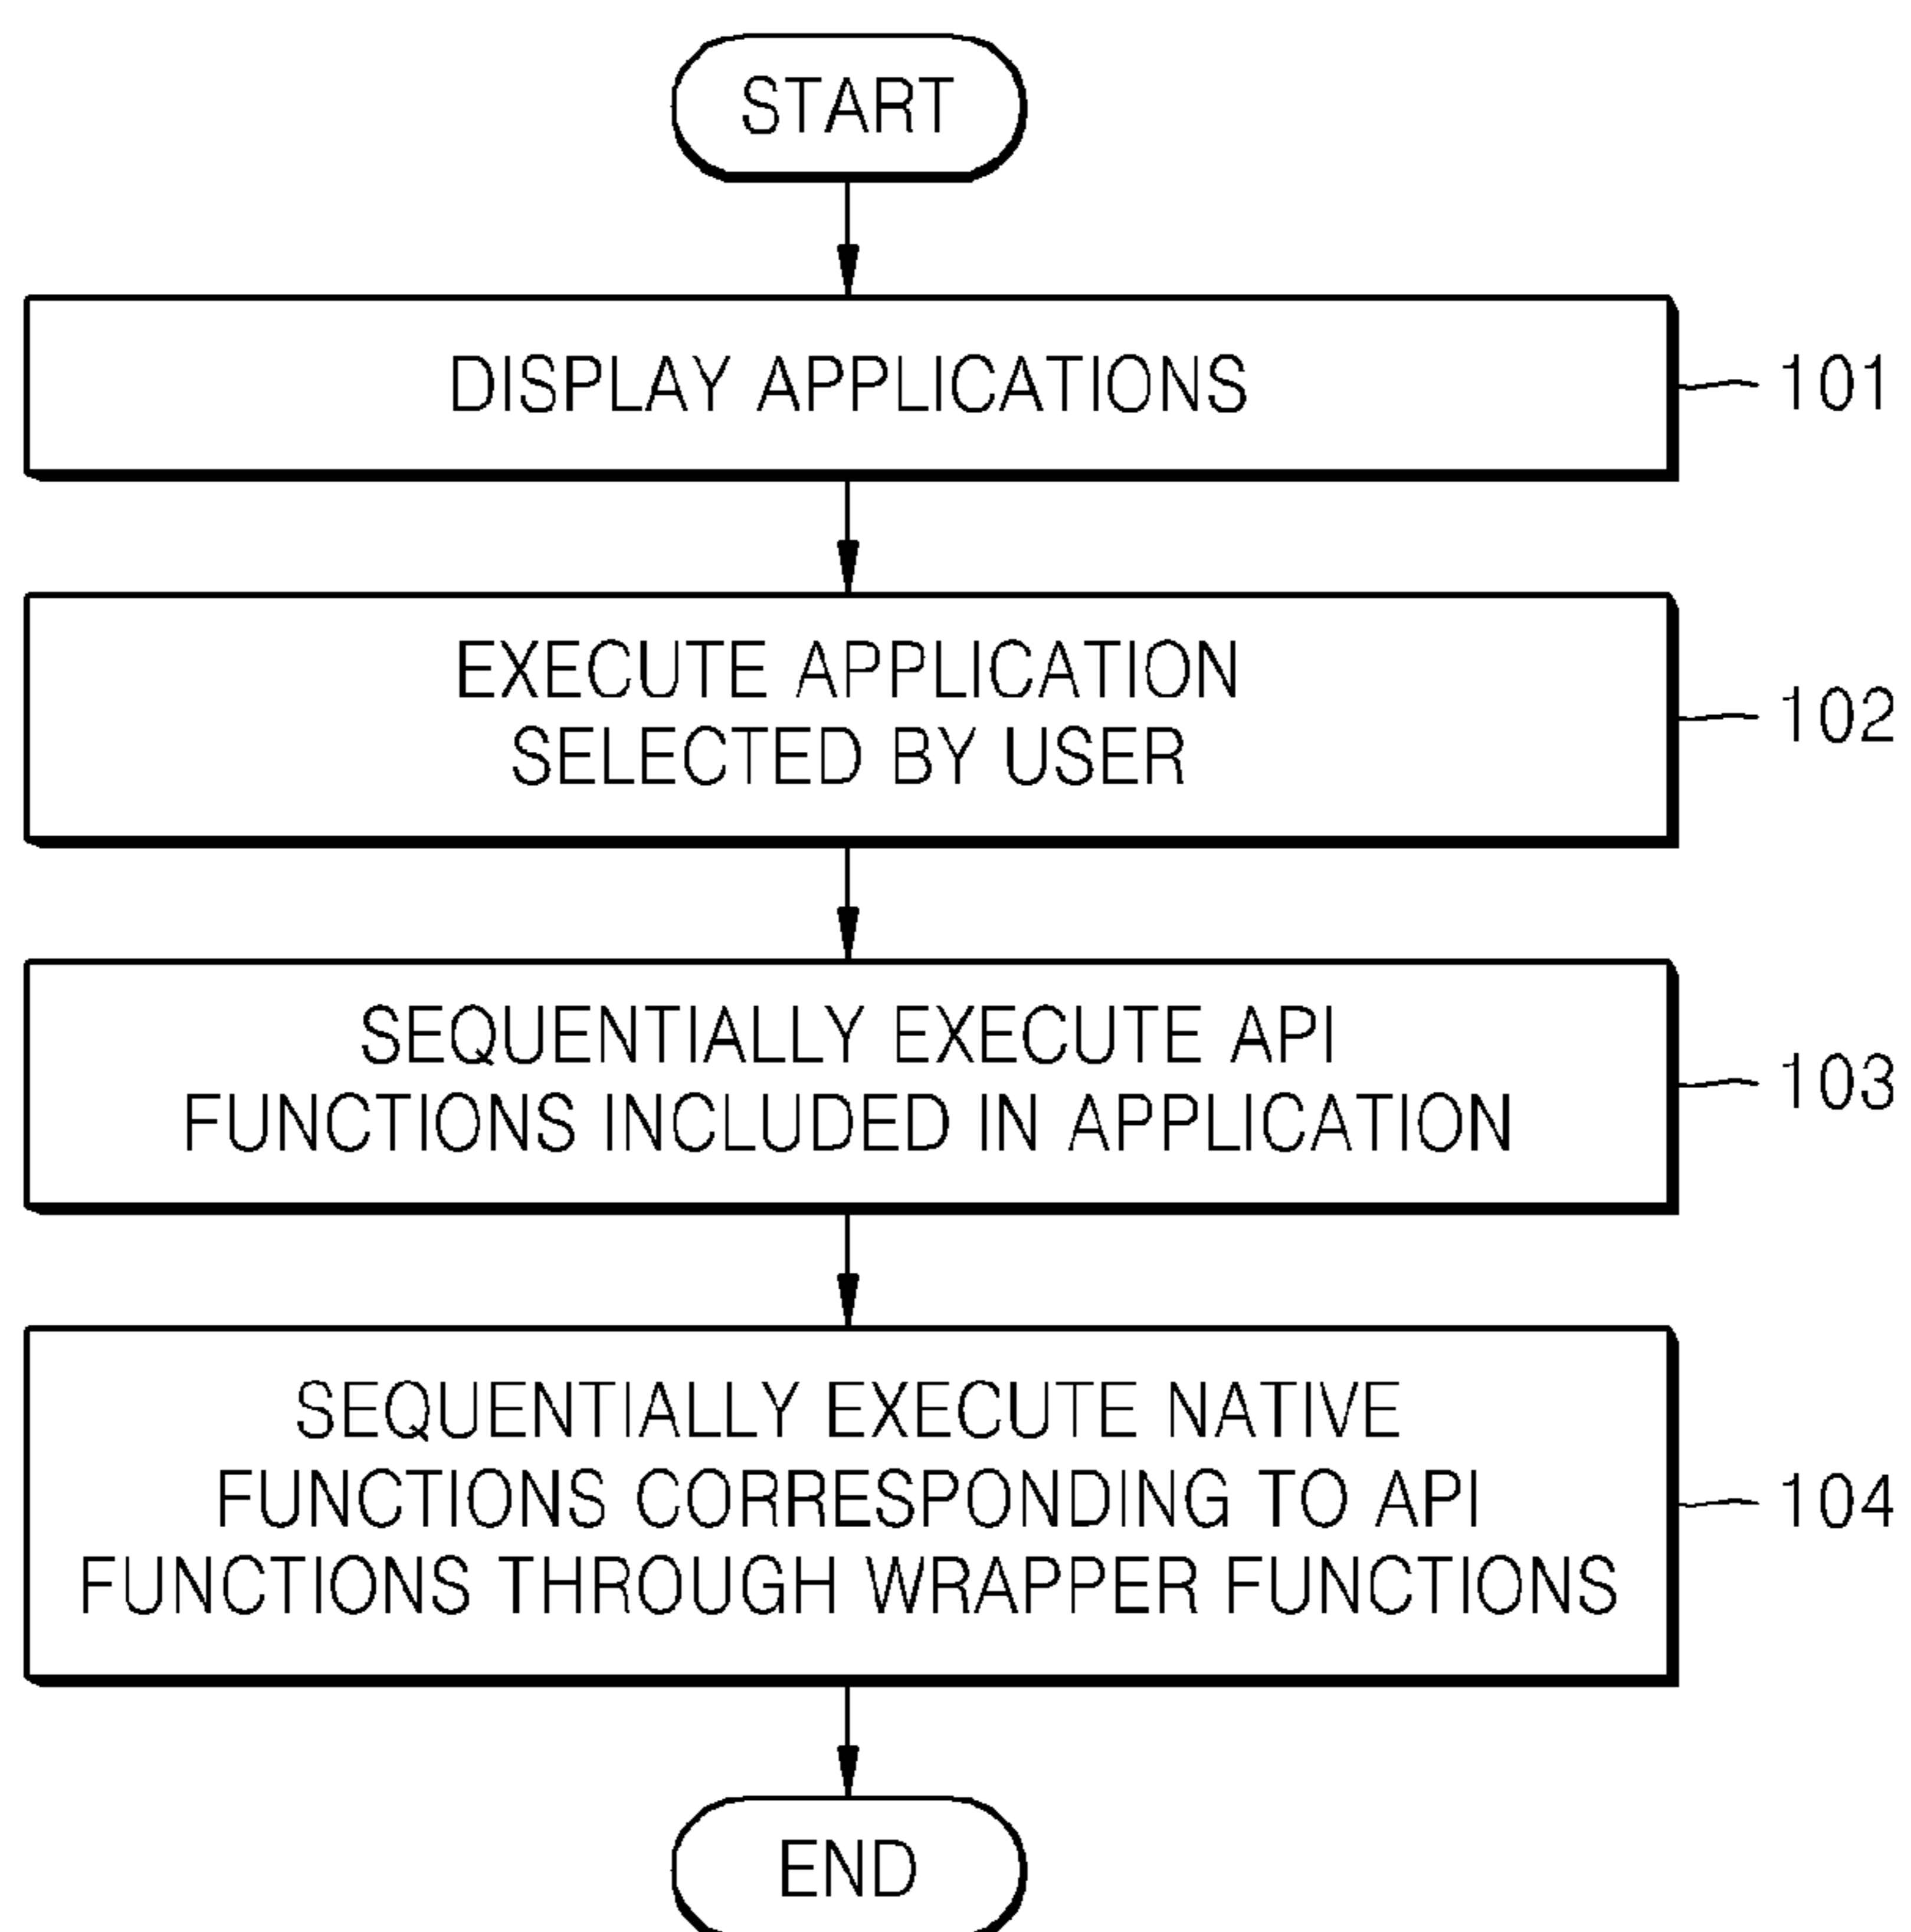 START
DISPLAY APPLICATIONS
101
EXECUTE APPLICATION
SELECTED BY USER
102
SEQUENTIALLY EXECUTE API
FUNCTIONS INCLUDED IN APPLICATION
103
SEQUENTIALLY EXECUTE NATIVE
FUNCTIONS CORRESPONDING TO API
FUNCTIONS THROUGH WRAPPER FUNCTIONS
104
END